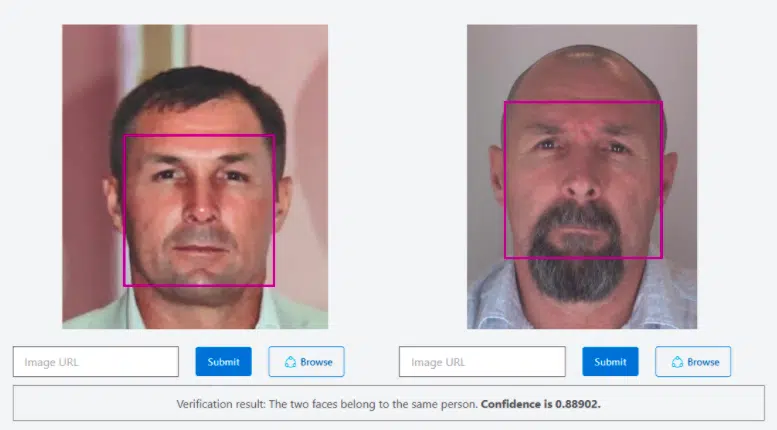 Image URL Submit Browse Image URL Submit Browse
Verification result: The two faces belong to the same person. Confidence is 0.88902.